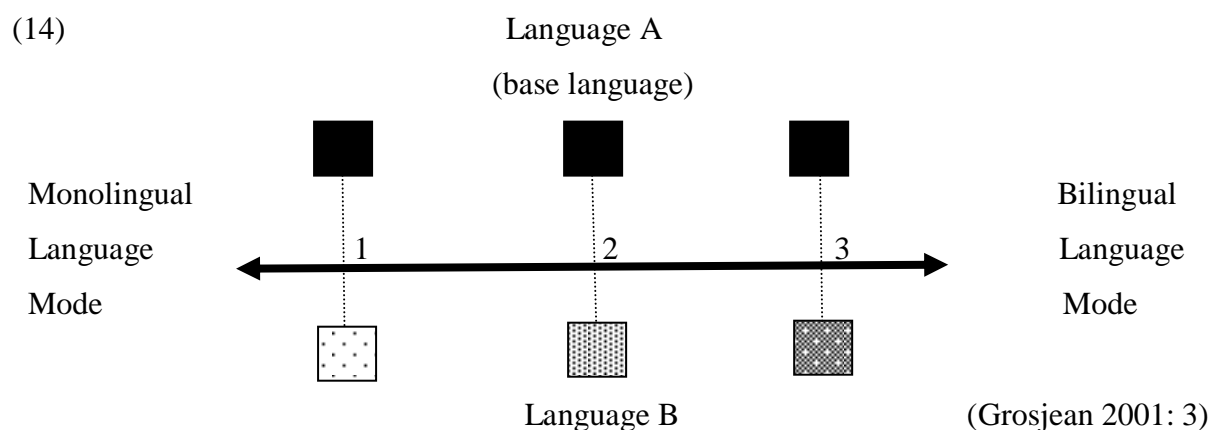 (14) Language A
(base language)
Monolingual Bilingual
Language 1 2 3 Language
Mode Mode
Language B (Grosjean 2001: 3)